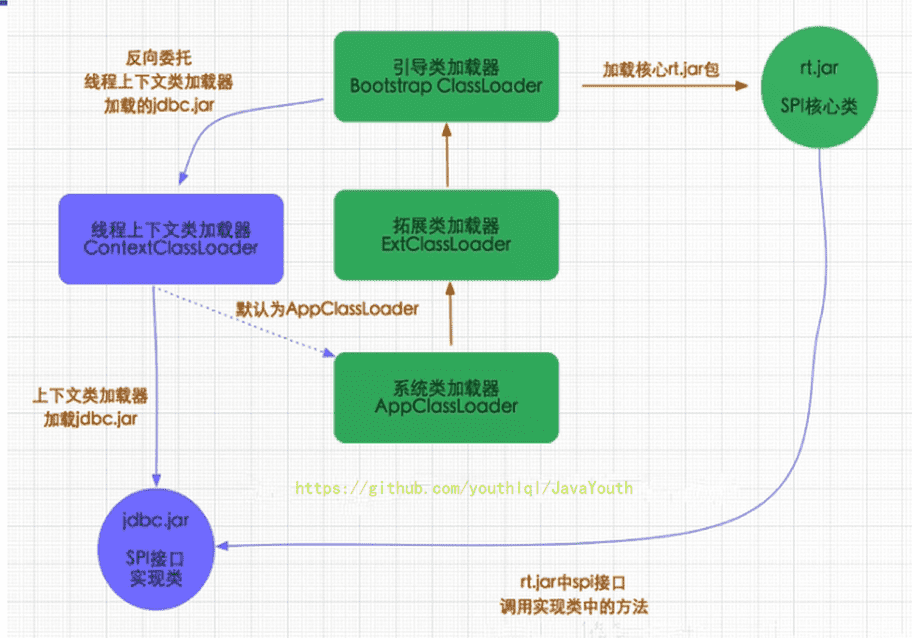 反向委托
线程上下文类加载器
加载的jdbc.jar
引导类加载器
Bootstrap ClassLoader
加载核心rt.jar包
rt.jar
SPI核心类
线程上下文类加载器
ContextClassLoader
拓展类加载器
ExtClassLoader
默认为AppClassLoader
系统类加载器
AppClassLoader
上下文类加载器
加载jdbc.jar
https://github.com/youthlql/JavaYouth
jdbc.jar
SPI接口
实现类
rt.jar中spi接口
调用实现类中的方法